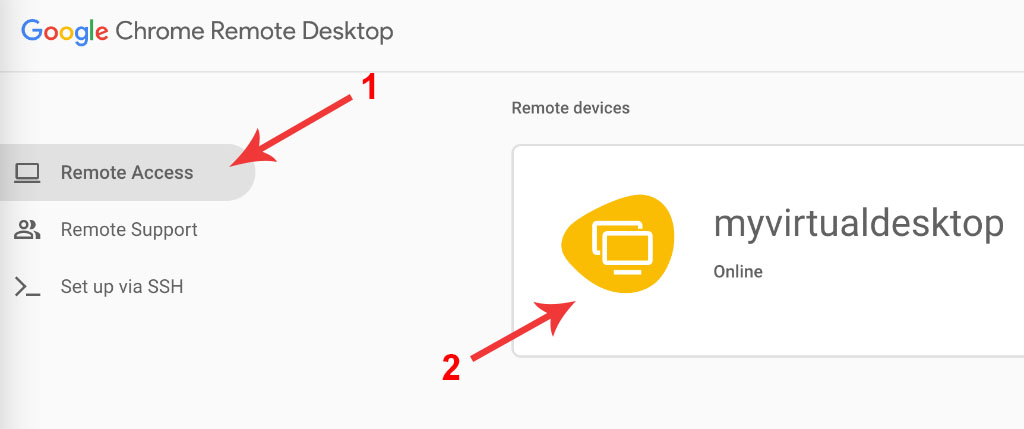 Google Chrome Remote Desktop
1
Remote devices
Remote Access
myvirtualdesktop
Remote Support
Online
Set up via SSH
2